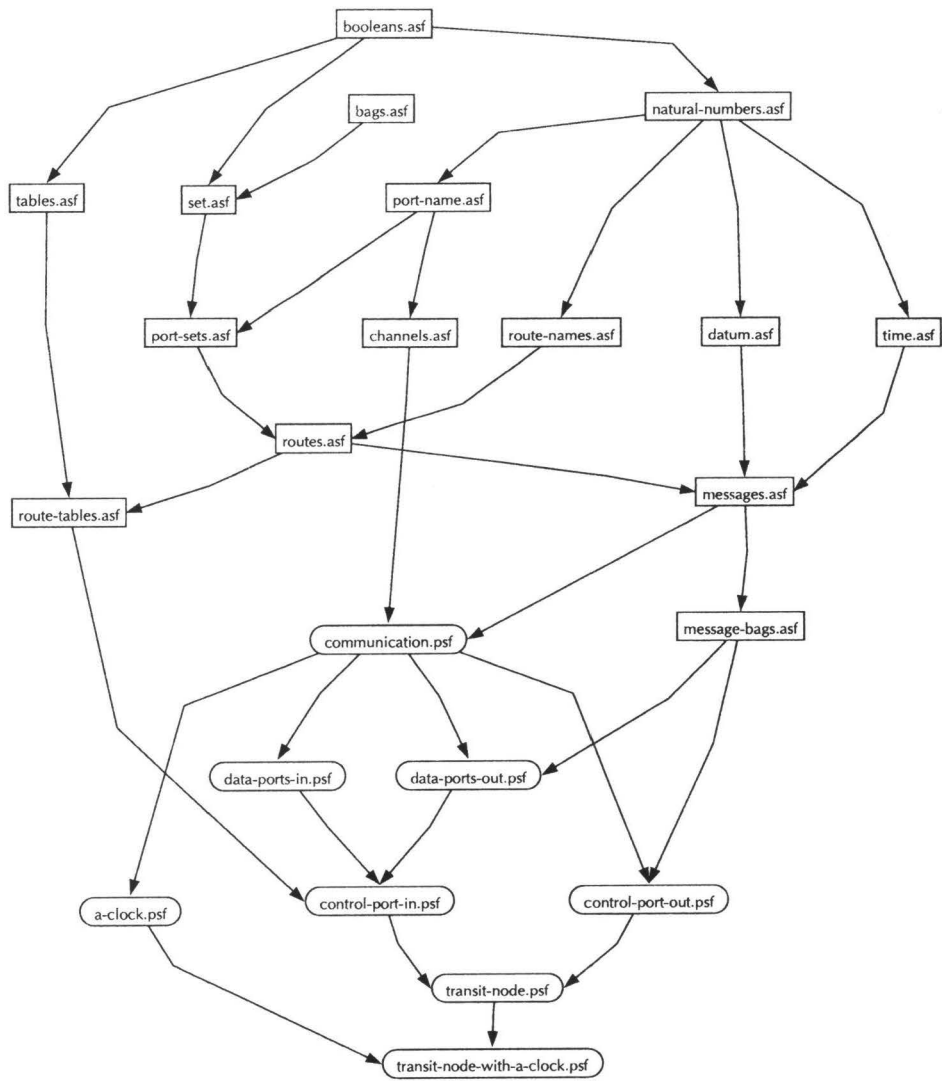 booleans.asf
bags.asf
natural-numbers.asf
tables.asf
set.asf
port-name.asf
port-sets.asf
channels.asf
route-names.asf
datum.asf
time.asf
routes.asf
route-tables.asf
messages.asf
communication.psf
message-bags.asf
data-ports-in.psf
data-ports-out.psf
a-clock.psf
control-port-in.psf
control-port-out.psf
transit-node.psf
transit-node-with-a-clock.psf